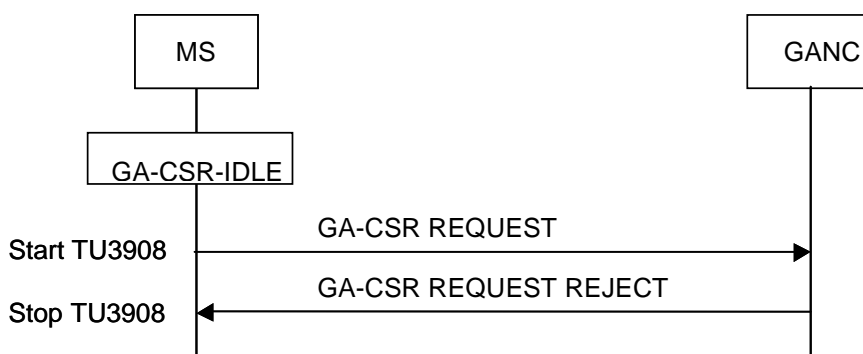 MS
GANC
GA-CSR-IDLE
GA-CSR REQUEST
Start TU3908
GA-CSR REQUEST REJECT
Stop TU3908